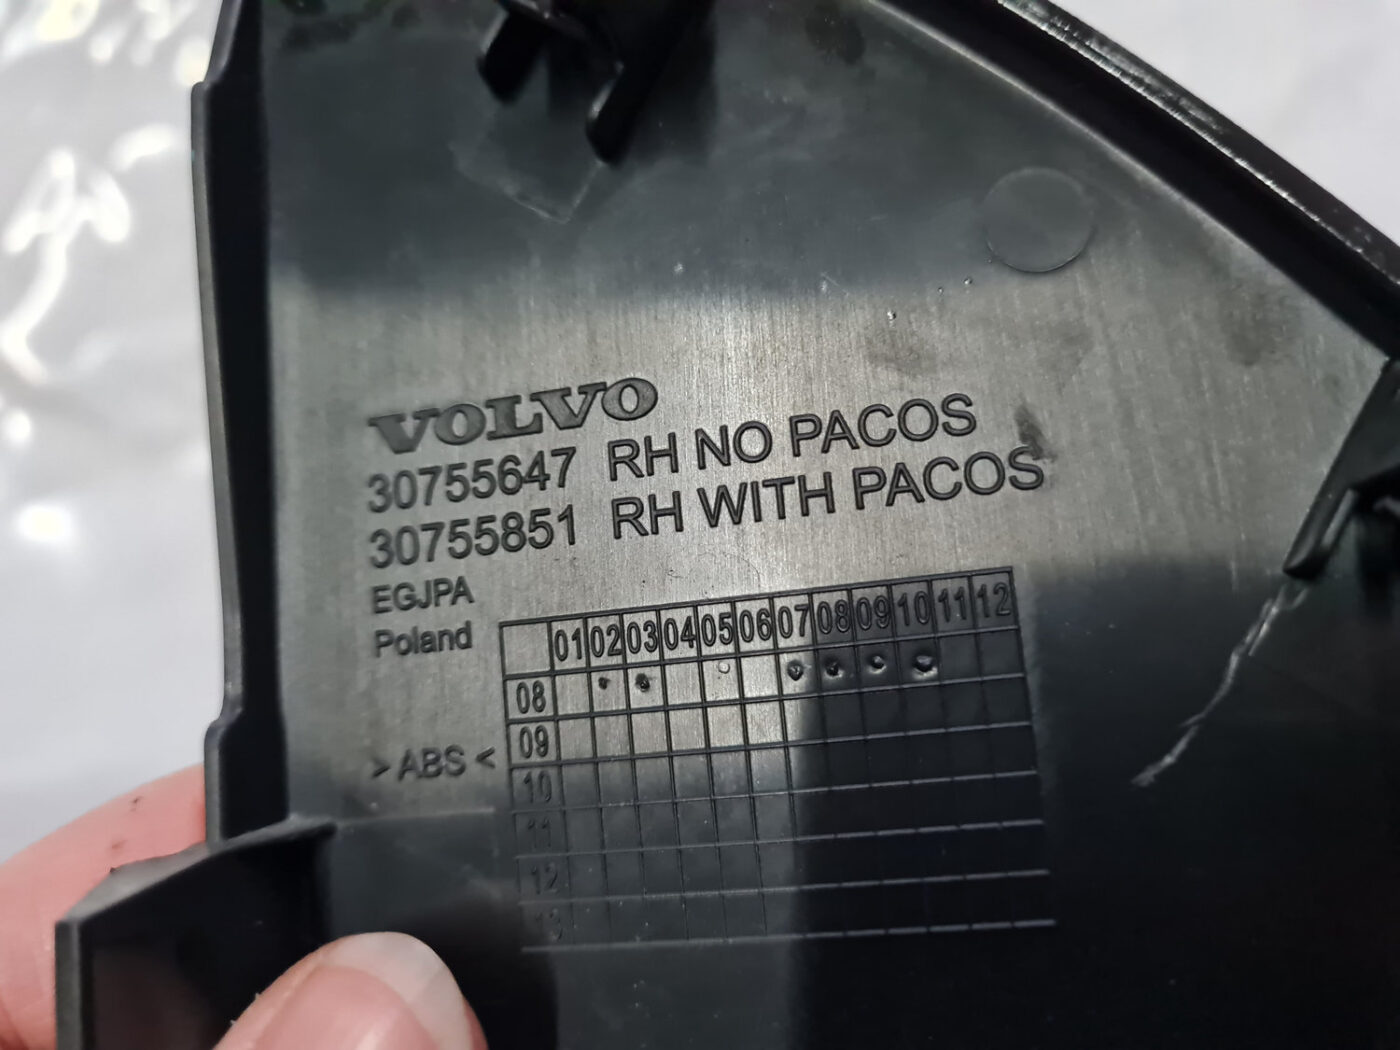 VOLVO
30755647 RH NO PACOS
30755851 RH WITH PACOS
EGJPA
Poland
01 02 03 04 05 06 07 08 09 10 11 12
08
09
> ABS <
10
11
12
13